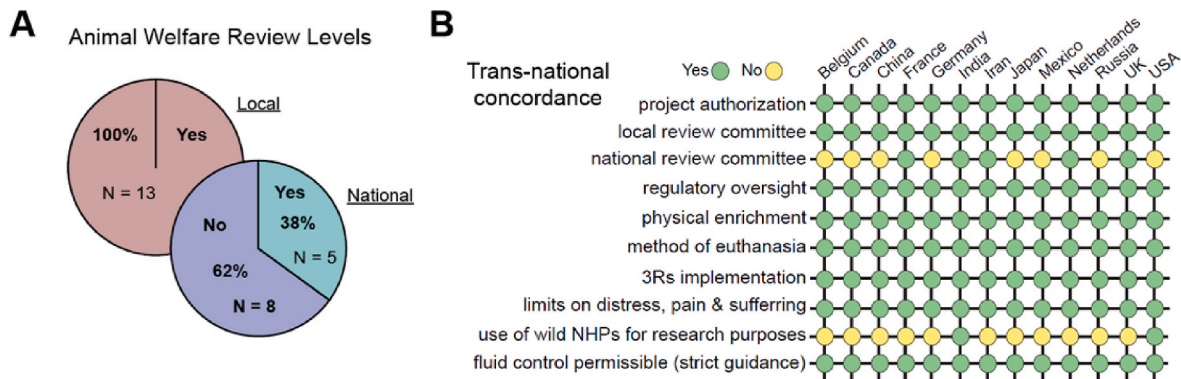 A
Animal Welfare Review Levels
Local
100%
Yes
N = 13
National
Yes
38%
N = 5
No
62%
N = 8
B
Trans-national
concordance
Yes
No
Belgium
Canada
China
France
Germany
India
Iran
Japan
Mexico
Netherlands
Russia
UK
USA
project authorization
local review committee
national review committee
regulatory oversight
physical enrichment
method of euthanasia
3Rs implementation
limits on distress, pain & sufferring
use of wild NHPs for research purposes
fluid control permissible (strict guidance)